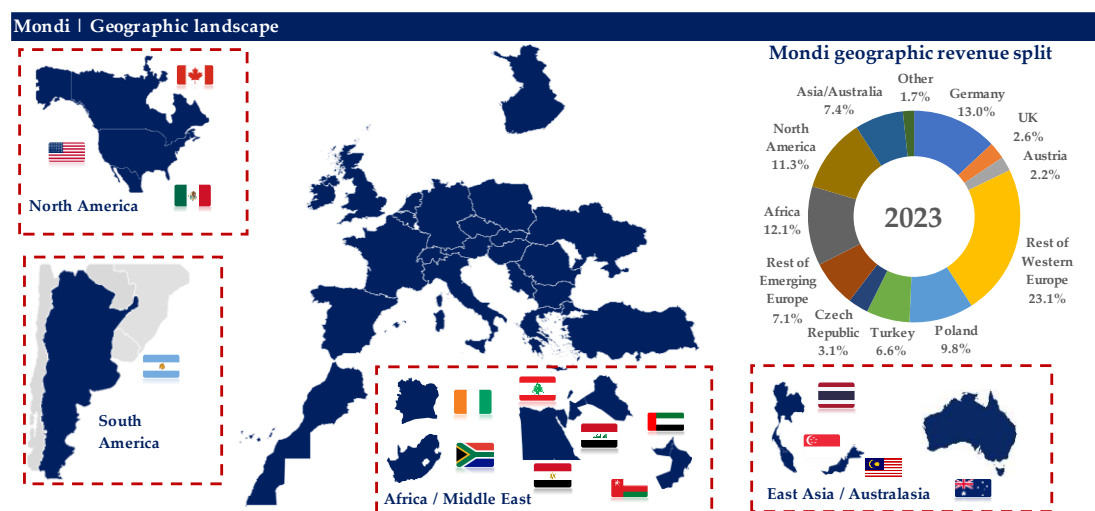 Mondi | Geographic landscape
North America
South
America
Africa / Middle East
East Asia / Australasia
Mondi geographic revenue split
Other
1.7%
Germany
13.0%
UK
2.6%
Austria
2.2%
Rest of
Western
Europe
23.1%
Poland
9.8%
Turkey
6.6%
Czech
Republic
3.1%
Rest of
Emerging
Europe
7.1%
Africa
12.1%
North
America
11.3%
Asia/Australia
7.4%
2023